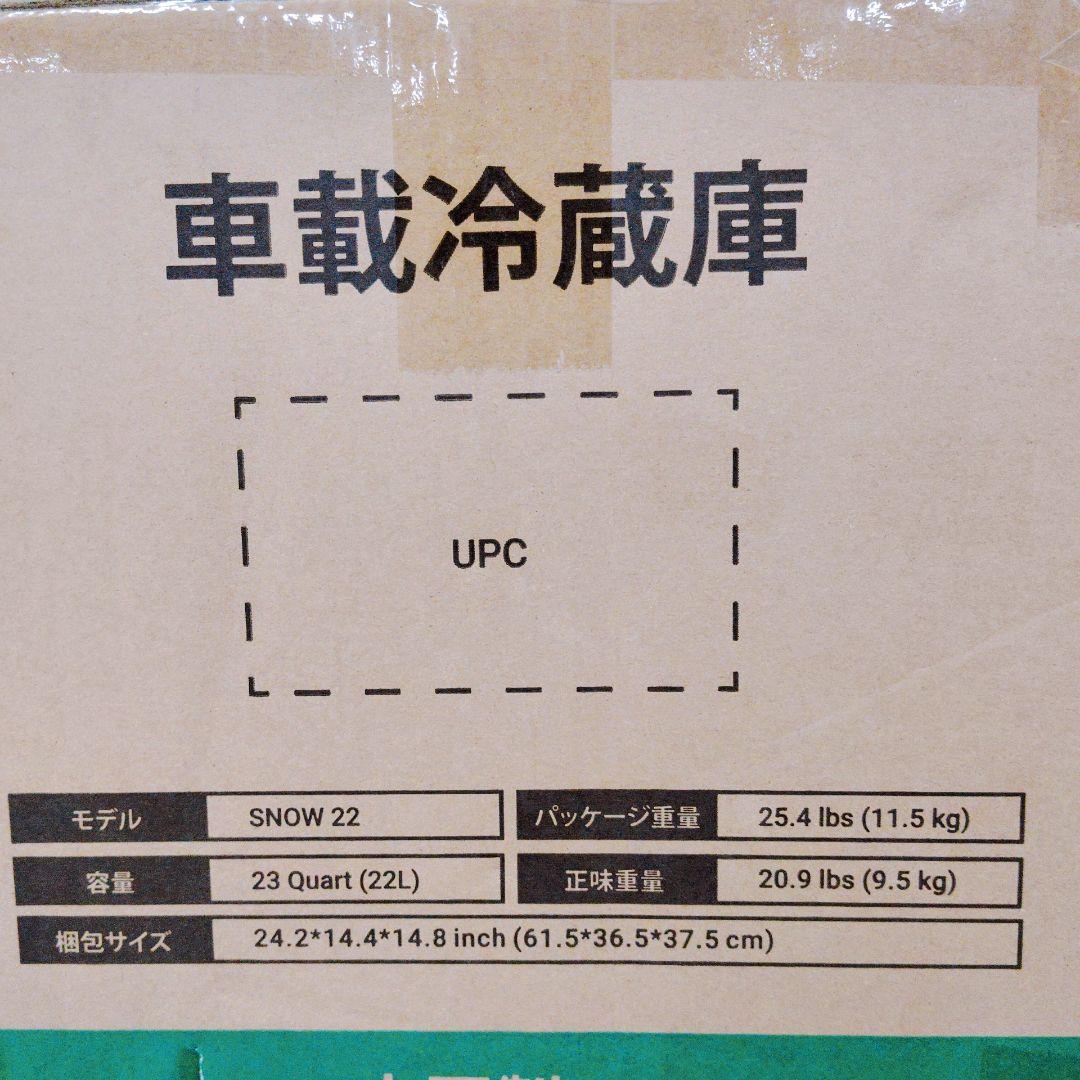 車載冷蔵庫
UPC
モデル SNOW 22 パッケージ重量 25.4 lbs (11.5 kg)
容量 23 Quart (22L) 正味重量 20.9 lbs (9.5 kg)
梱包サイズ 24.2*14.4*14.8 inch (61.5*36.5*37.5 cm)